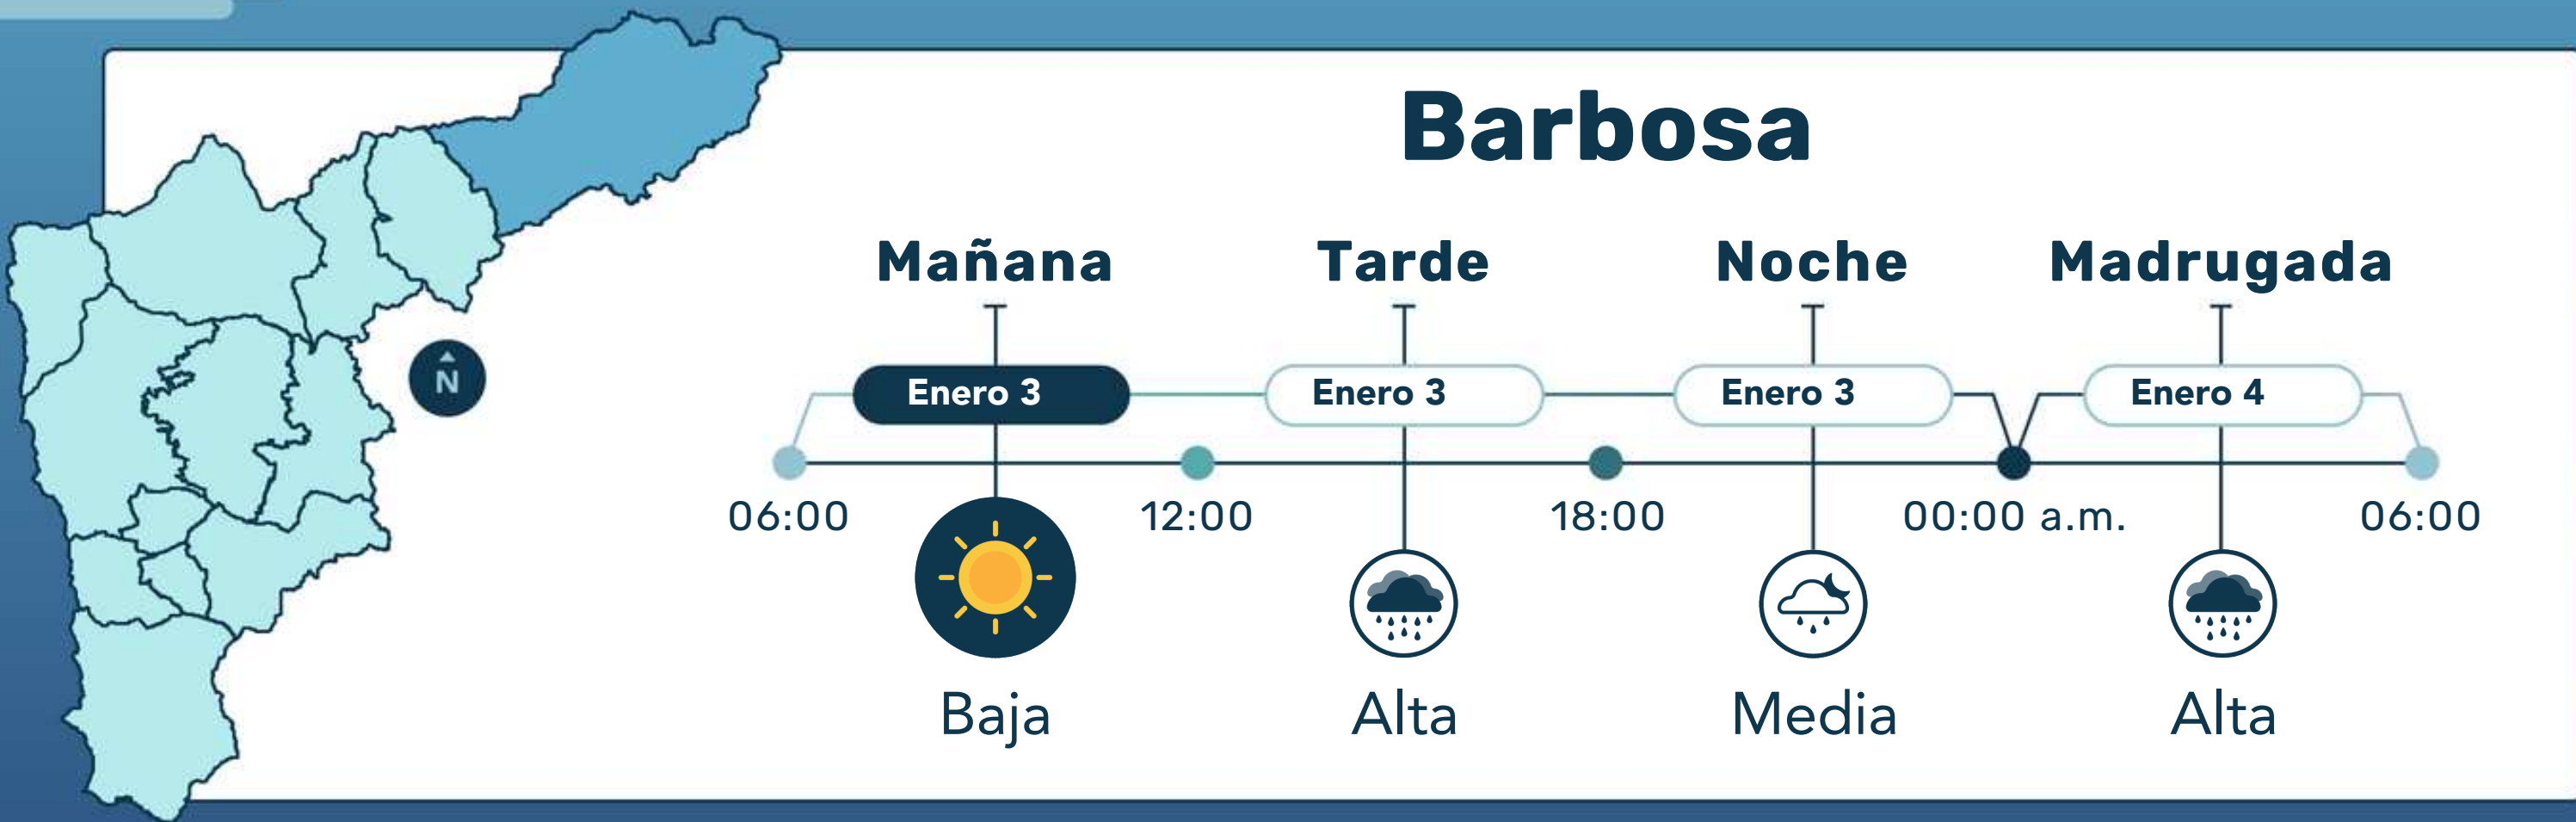 Barbosa
Mañana Tarde Noche Madrugada
Enero 3 Enero 3 Enero 3 Enero 4
N
06:00 12:00 18:00 00:00 a.m. 06:00
Baja Alta Media Alta